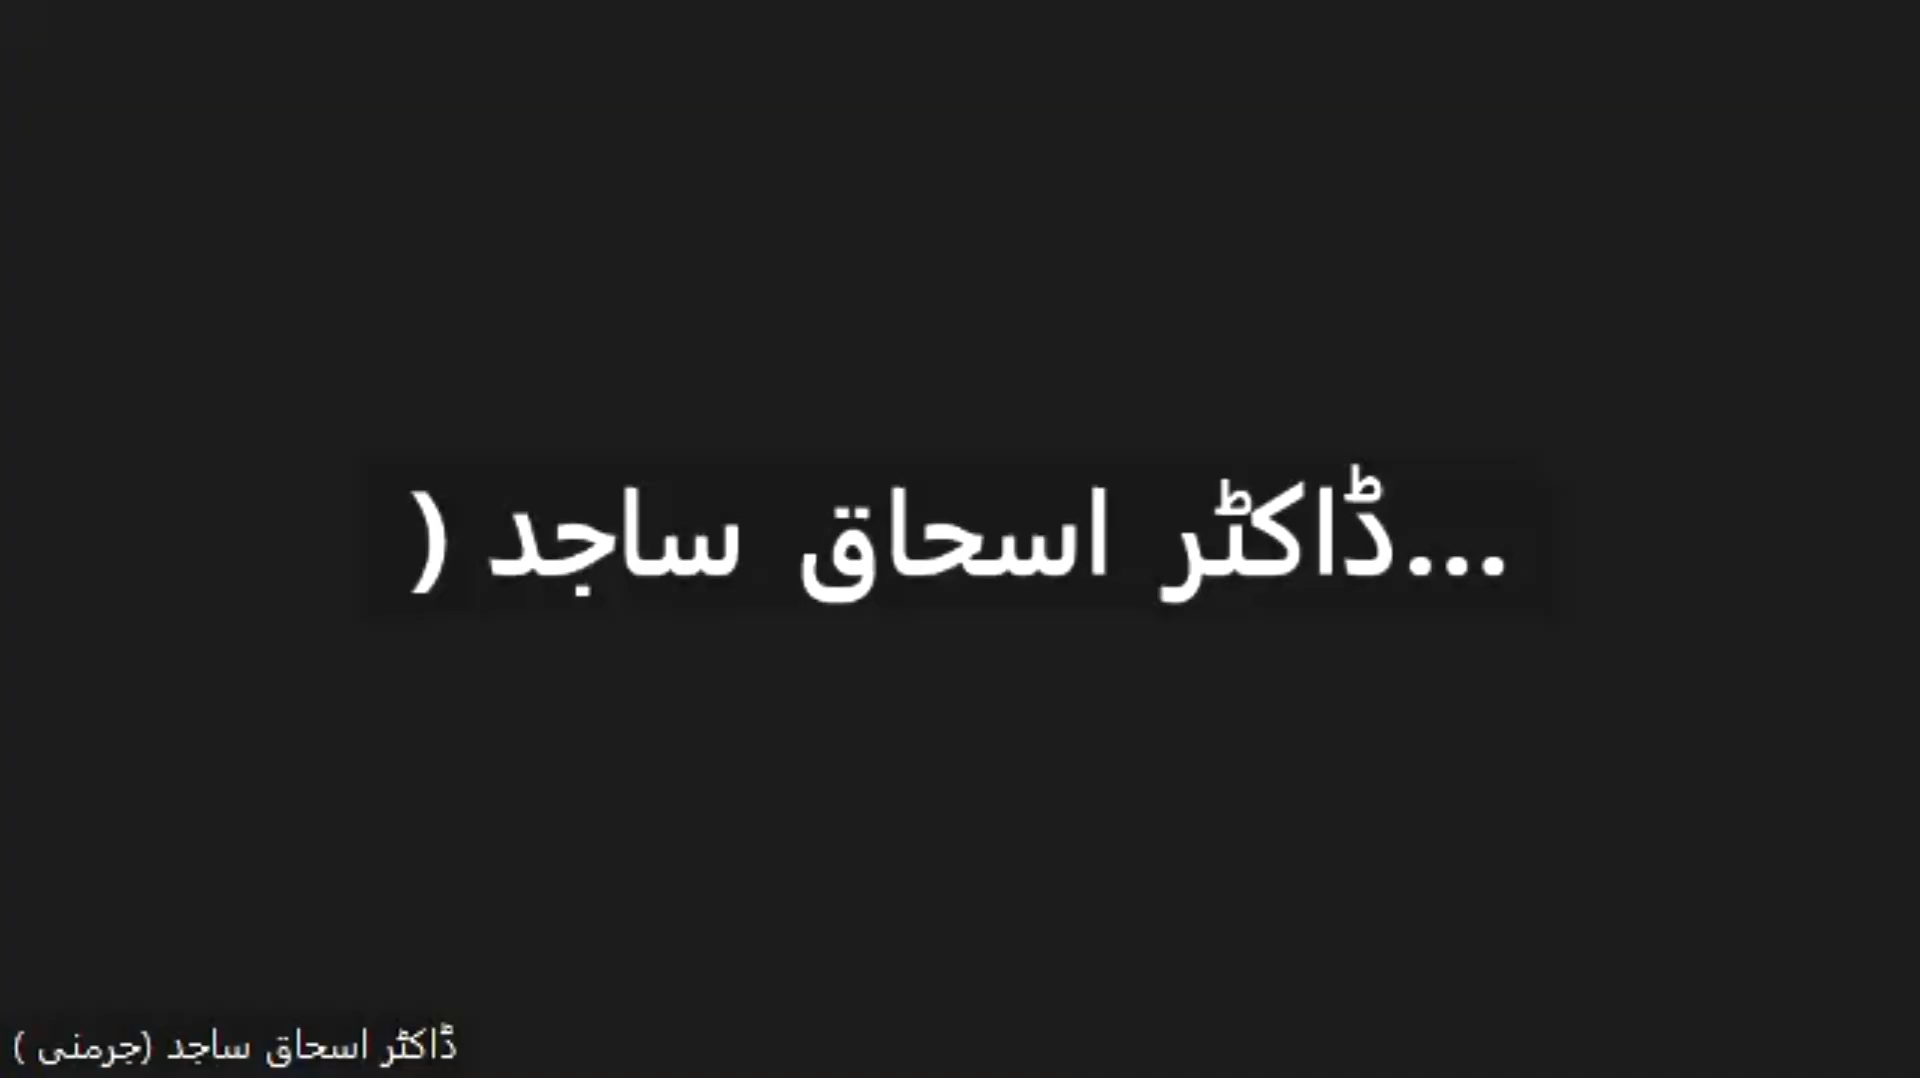 ڈاکٹر اسحاق ساجد (...
ڈاکٹر اسحاق ساجد (جرمنی )